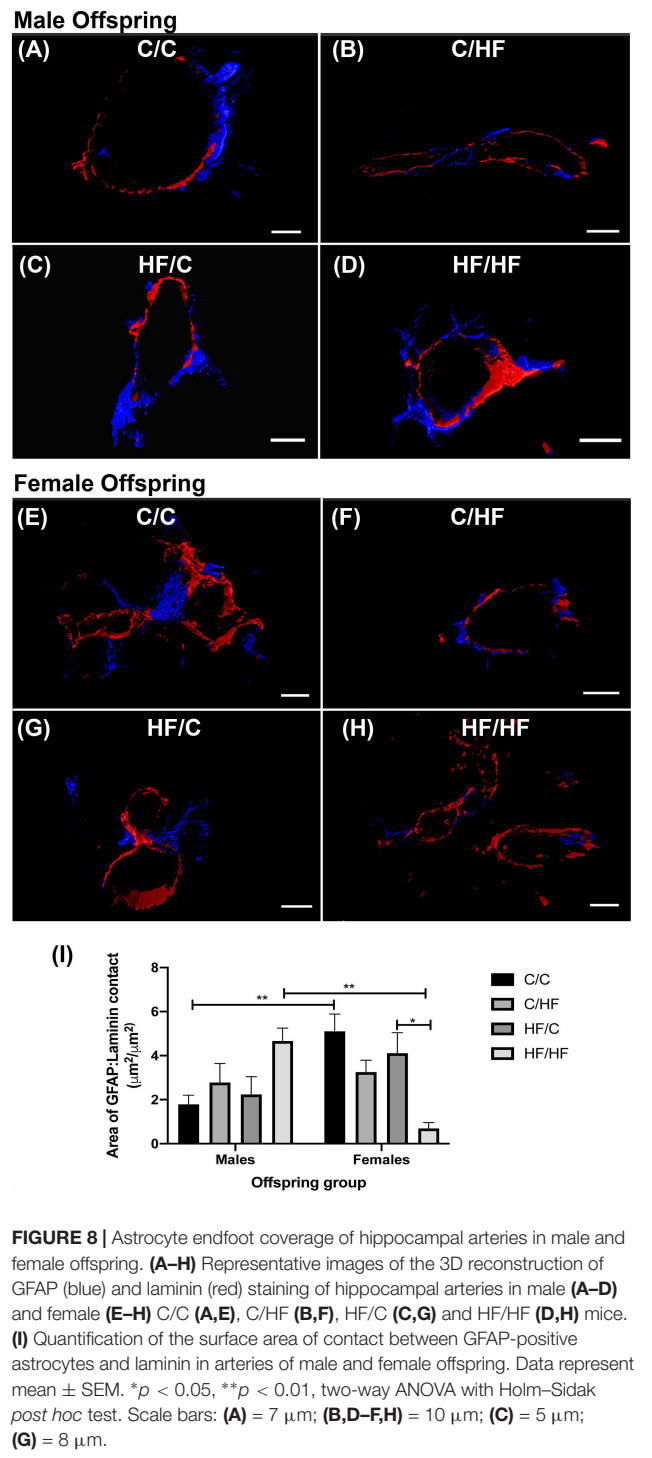 Male Offspring
(A) C/C
(B) C/HF
(C) HF/C
(D) HF/HF
Female Offspring
(E) C/C
(F) C/HF
(G) HF/C
(H) HF/HF
(I)
Area of GFAP:Laminin contact
(μm²/μm²)
8
6
4
2
0
**
**
*
Males
Females
Offspring group
C/C
C/HF
HF/C
HF/HF
FIGURE 8 | Astrocyte endfoot coverage of hippocampal arteries in male and
female offspring. (A–H) Representative images of the 3D reconstruction of
GFAP (blue) and laminin (red) staining of hippocampal arteries in male (A–D)
and female (E–H) C/C (A,E), C/HF (B,F), HF/C (C,G) and HF/HF (D,H) mice.
(I) Quantification of the surface area of contact between GFAP-positive
astrocytes and laminin in arteries of male and female offspring. Data represent
mean ± SEM. *p < 0.05, **p < 0.01, two-way ANOVA with Holm–Sidak
post hoc test. Scale bars: (A) = 7 μm; (B,D–F,H) = 10 μm; (C) = 5 μm;
(G) = 8 μm.